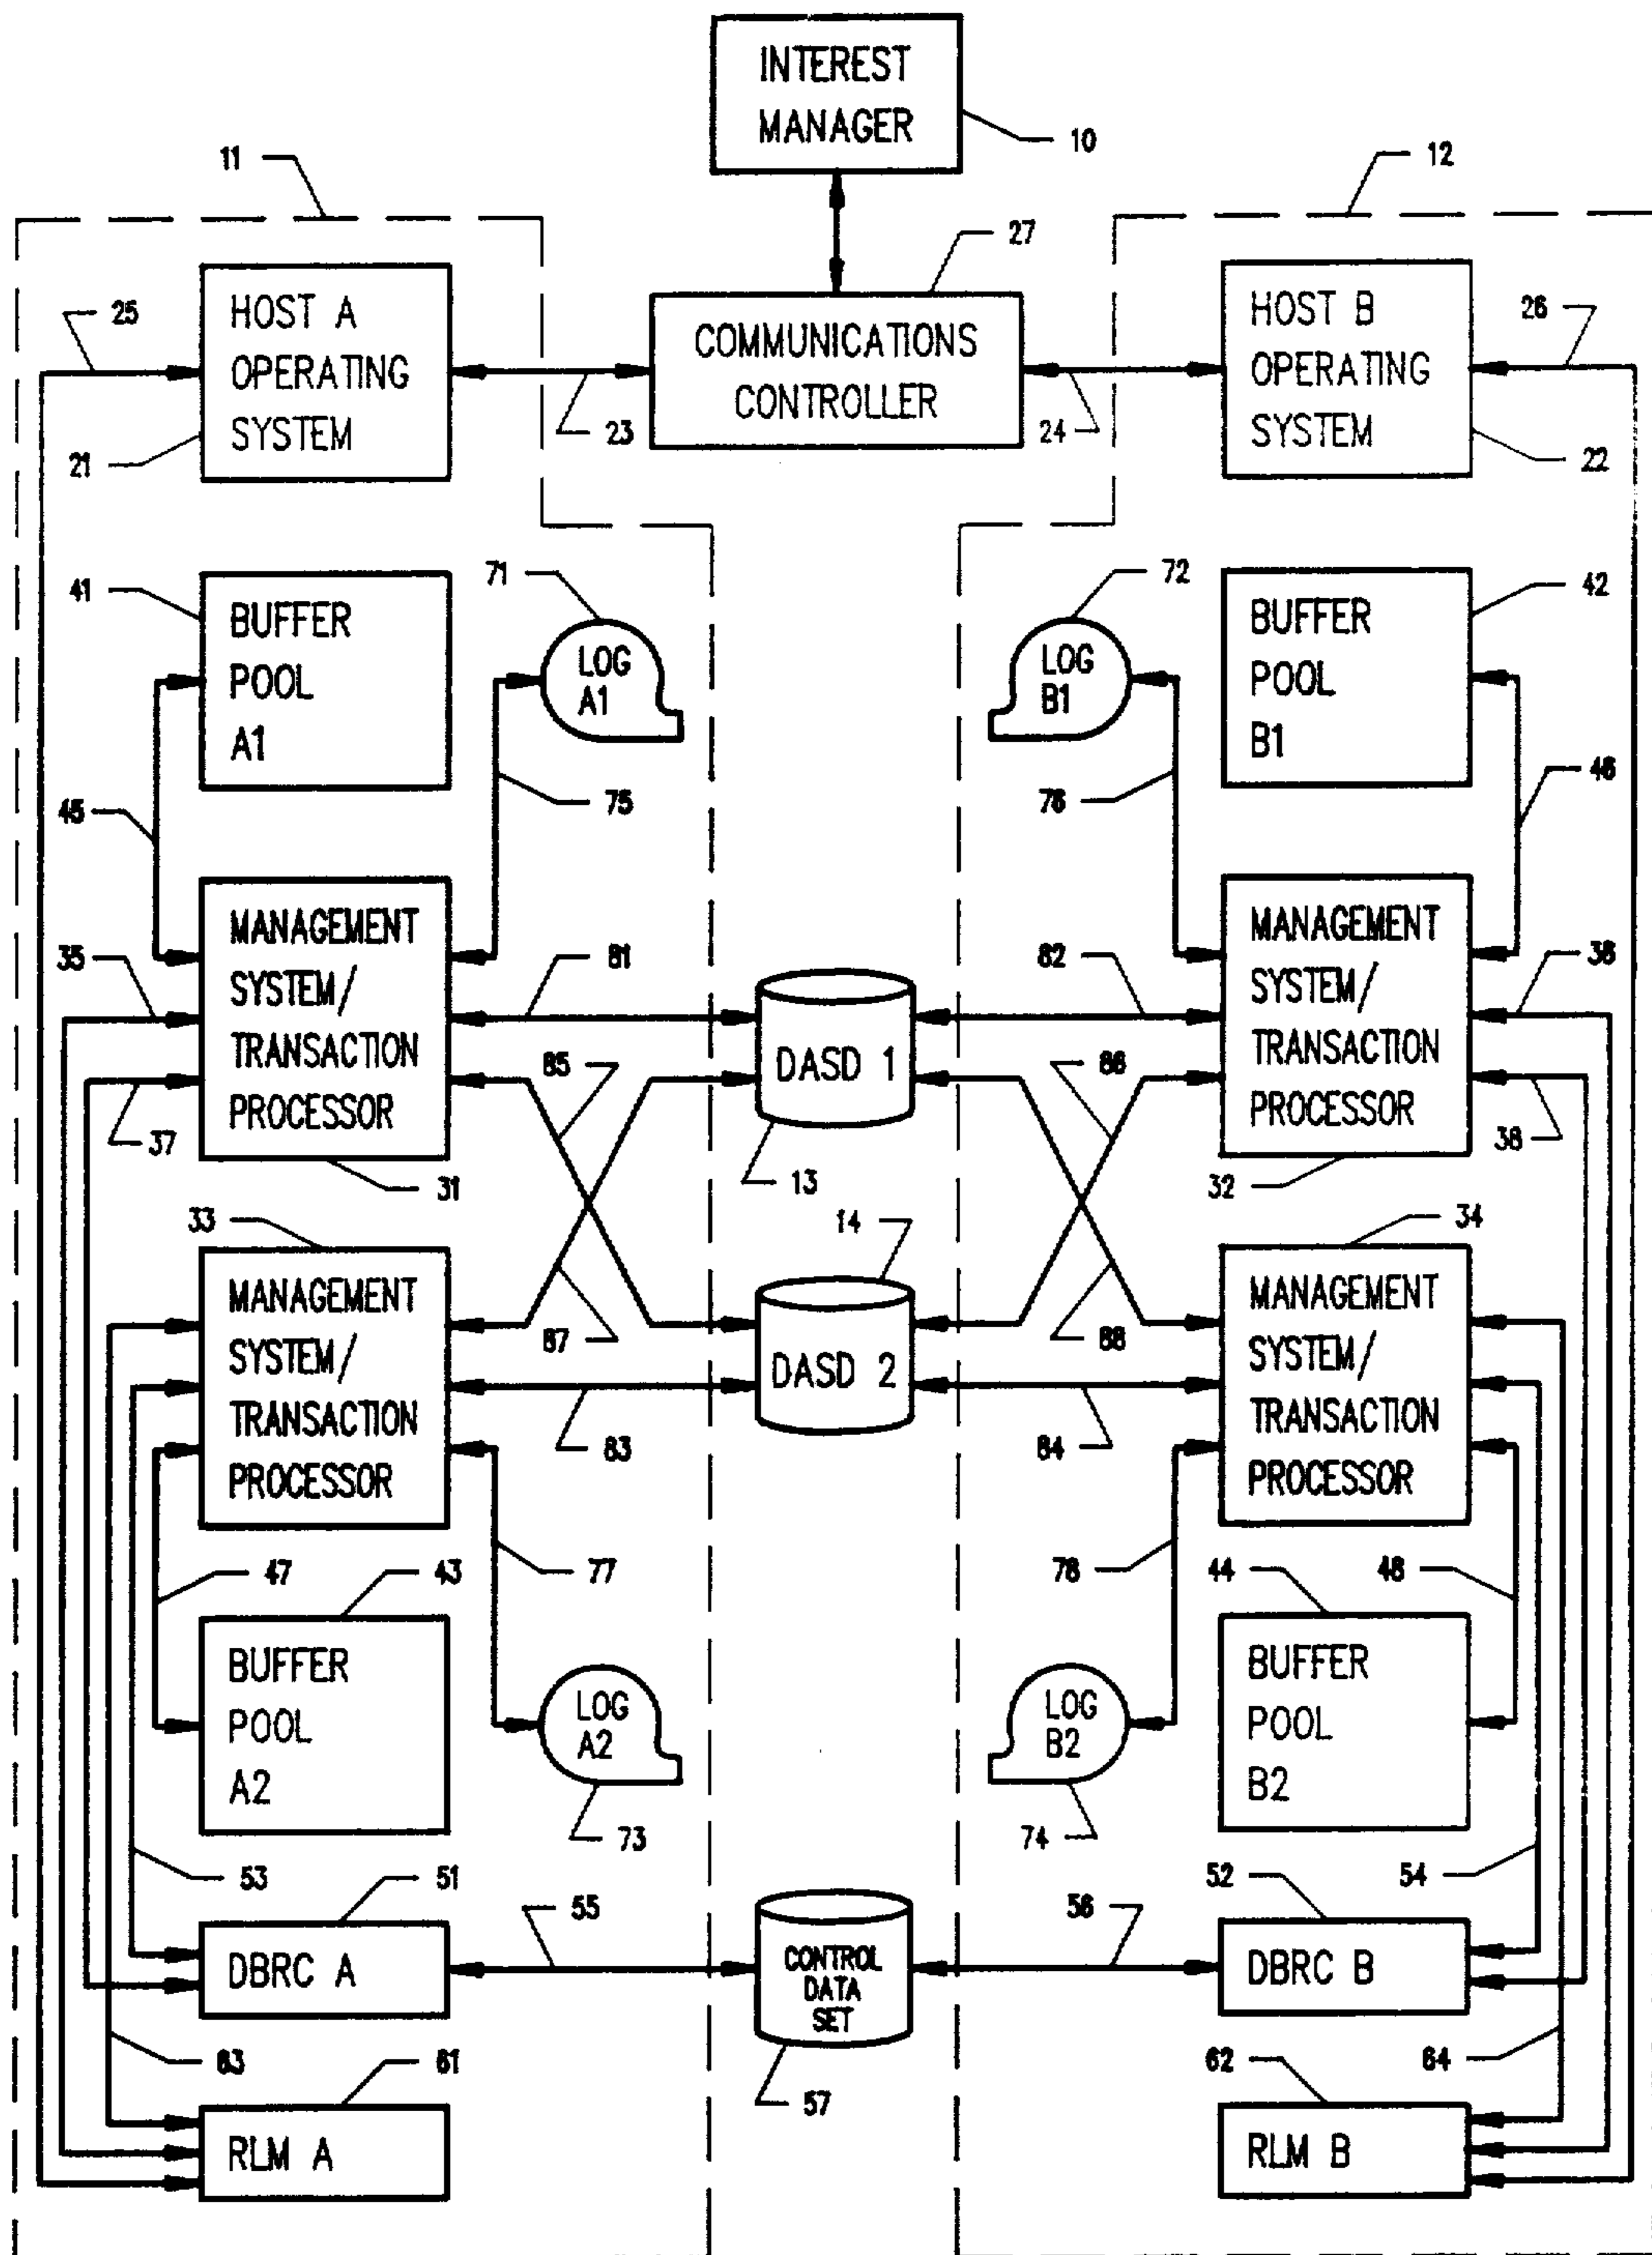 INTEREST
MANAGER
10
11
12
27
25
HOST A
OPERATING
SYSTEM
21
23
COMMUNICATIONS
CONTROLLER
24
HOST B
OPERATING
SYSTEM
26
22
41
BUFFER
POOL
A1
71
LOG
A1
72
LOG
B1
BUFFER
POOL
B1
42
45
75
76
46
35
MANAGEMENT
SYSTEM/
TRANSACTION
PROCESSOR
37
31
81
85
DASD 1
13
82
86
MANAGEMENT
SYSTEM/
TRANSACTION
PROCESSOR
36
38
32
33
MANAGEMENT
SYSTEM/
TRANSACTION
PROCESSOR
87
83
14
DASD 2
88
84
34
MANAGEMENT
SYSTEM/
TRANSACTION
PROCESSOR
47
43
77
78
44
48
BUFFER
POOL
A2
LOG
A2
73
LOG
B2
74
BUFFER
POOL
B2
53
51
55
56
52
54
DBRC A
CONTROL
DATA
SET
57
DBRC B
63
61
62
64
RLM A
RLM B